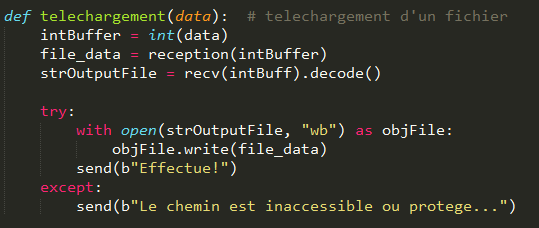 def telechargement(data):  # telechargement d'un fichier
    intBuffer = int(data)
    file_data = reception(intBuffer)
    strOutputFile = recv(intBuff).decode()

    try:
        with open(strOutputFile, "wb") as objFile:
            objFile.write(file_data)
        send(b"Effectue!")
    except:
        send(b"Le chemin est inaccessible ou protege...")